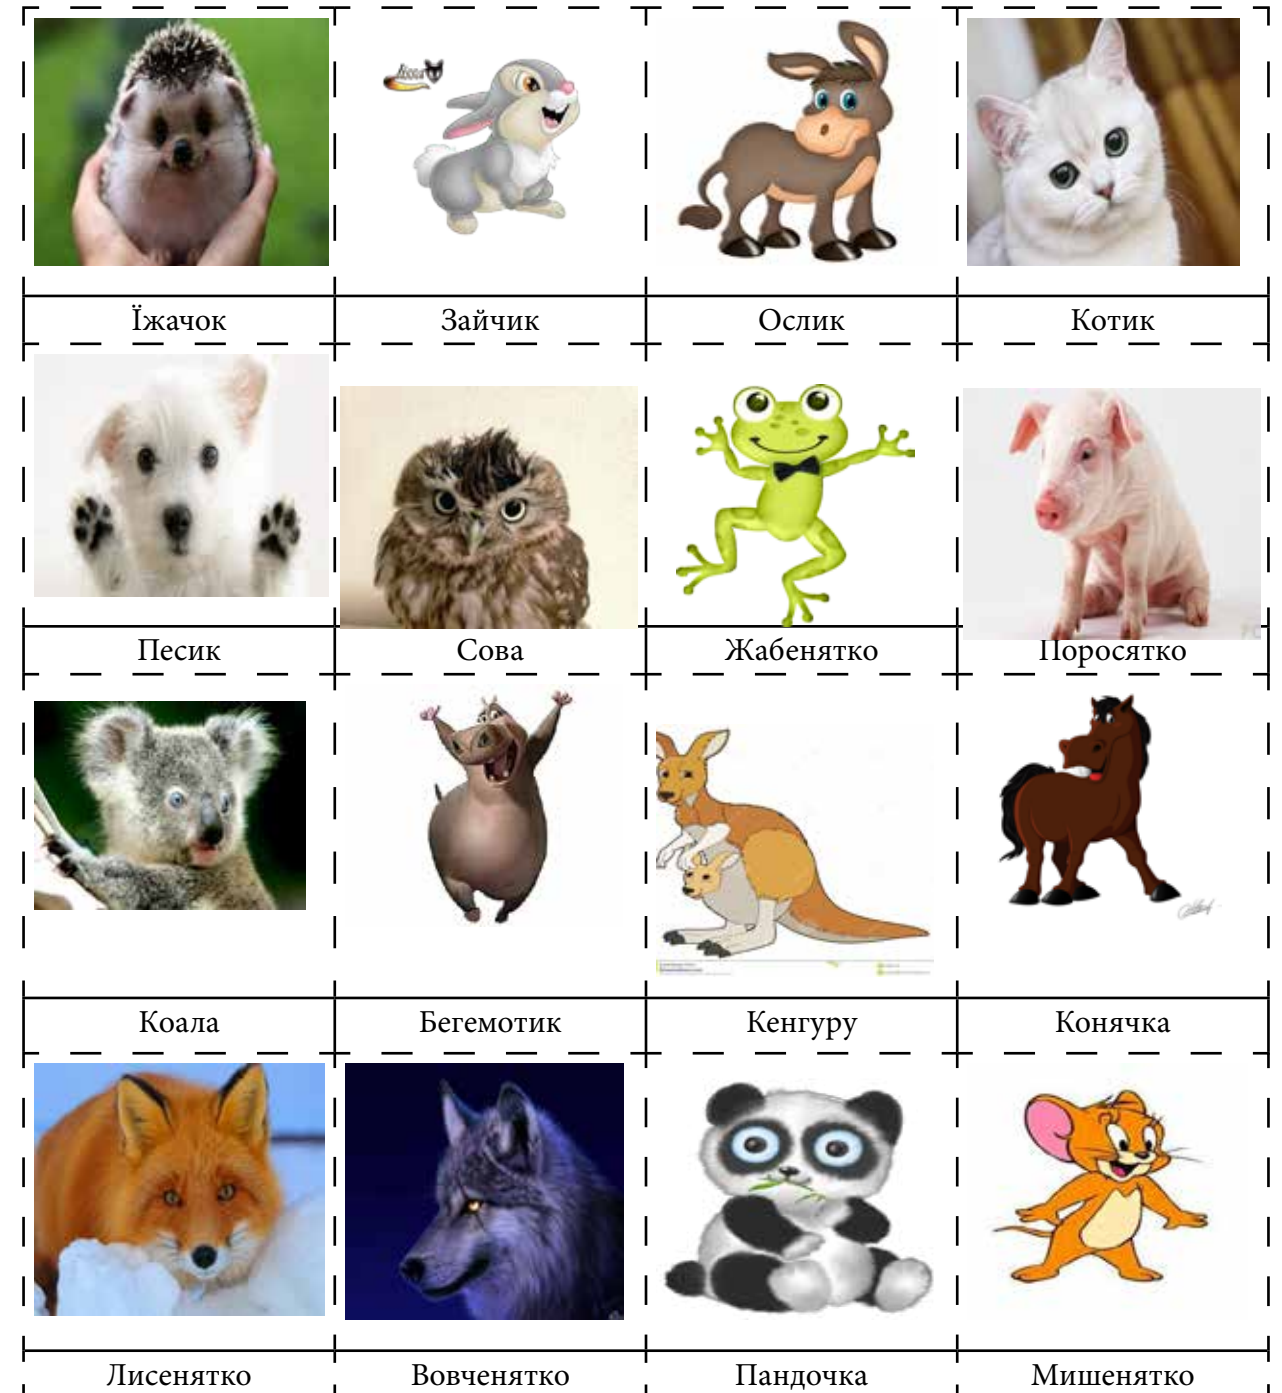 Їжачок
Зайчик
Ослик
Котик
Песик
Сова
Жабенятко
Поросятко
Коала
Бегемотик
Кенгуру
Конячка
Лисенятко
Вовченятко
Пандочка
Мишенятко